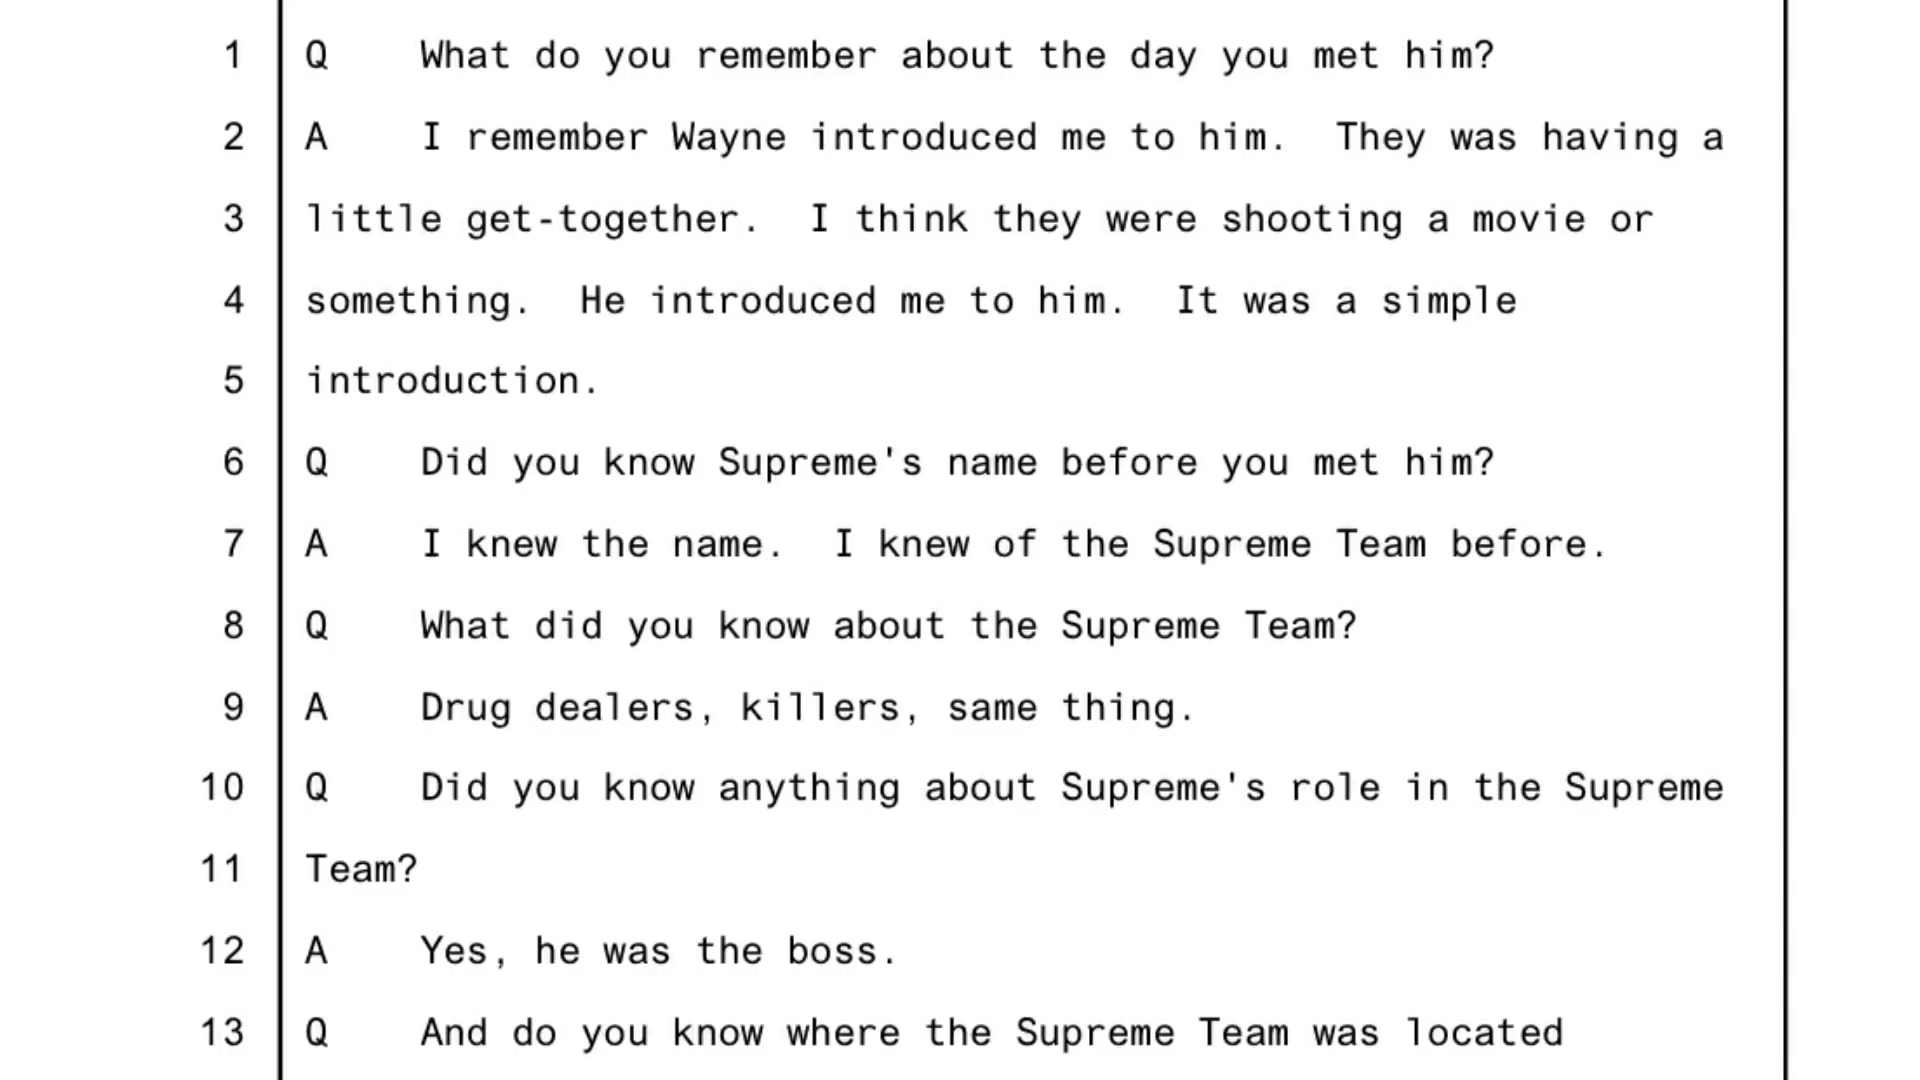 1 Q What do you remember about the day you met him?
2 A I remember Wayne introduced me to him. They was having a
3 little get-together. I think they were shooting a movie or
4 something. He introduced me to him. It was a simple
5 introduction.
6 Q Did you know Supreme's name before you met him?
7 A I knew the name. I knew of the Supreme Team before.
8 Q What did you know about the Supreme Team?
9 A Drug dealers, killers, same thing.
10 Q Did you know anything about Supreme's role in the Supreme
11 Team?
12 A Yes, he was the boss.
13 Q And do you know where the Supreme Team was located